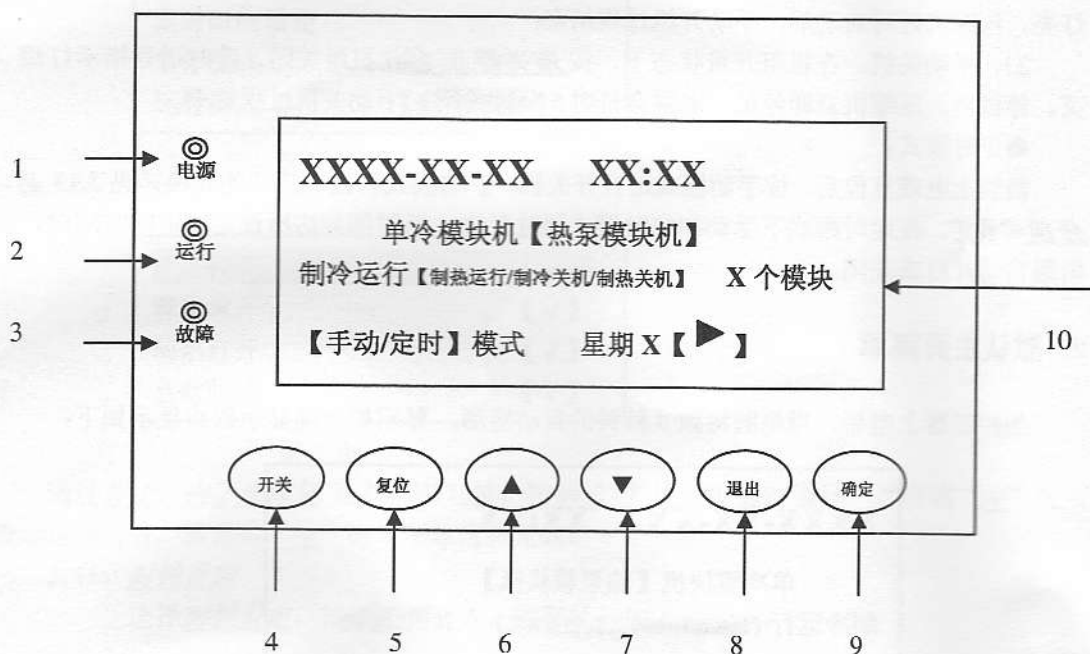 XXXX-XX-XX XX:XX
单冷模块机【热泵模块机】
制冷运行【制热运行/制冷关机/制热关机】 X 个模块
【手动/定时】模式 星期 X【▶】
1 电源
2 运行
3 故障
10
开关 复位 ▲ ▼ 退出 确定
4 5 6 7 8 9